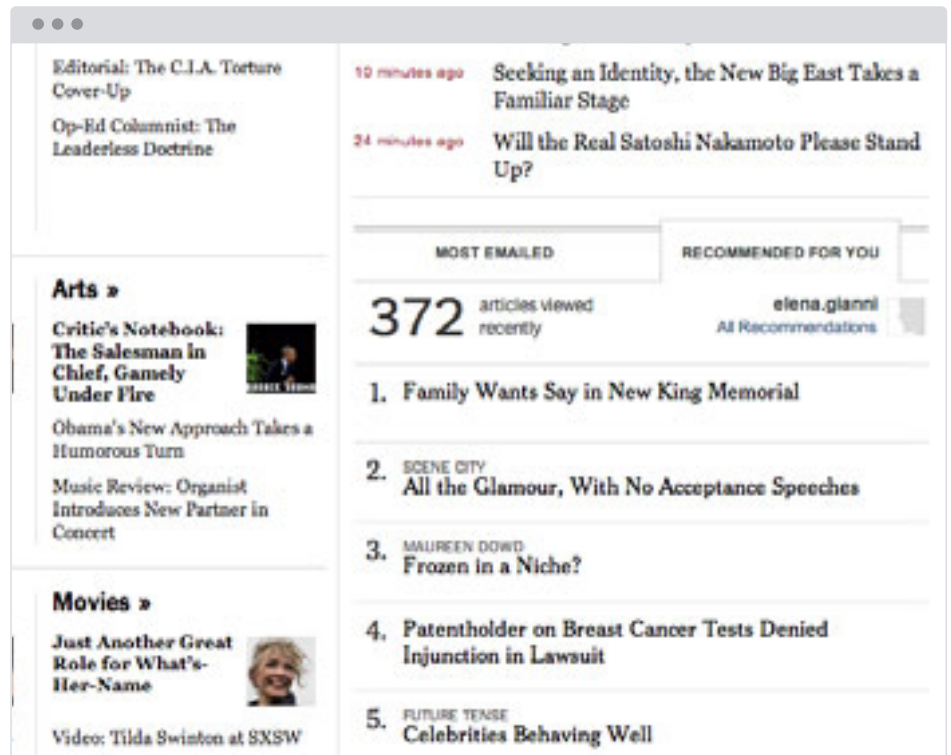 Editorial: The C.I.A. Torture
Cover-Up
Op-Ed Columnist: The
Leaderless Doctrine
Arts »
Critic's Notebook:
The Salesman in
Chief, Gamely
Under Fire
Obama's New Approach Takes a
Humorous Turn
Music Review: Organist
Introduces New Partner in
Concert
Movies »
Just Another Great
Role for What's-
Her-Name
Video: Tilda Swinton at SXSW
19 minutes ago
Seeking an Identity, the New Big East Takes a
Familiar Stage
24 minutes ago
Will the Real Satoshi Nakamoto Please Stand
Up?
MOST EMAILED
RECOMMENDED FOR YOU
372
articles viewed
recently
elena.gianni
All Recommendations
1. Family Wants Say in New King Memorial
2. SCENE CITY
All the Glamour, With No Acceptance Speeches
3. MAUREEN DOWD
Frozen in a Niche?
4. Patentholder on Breast Cancer Tests Denied
Injunction in Lawsuit
5. FUTURE TENSE
Celebrities Behaving Well